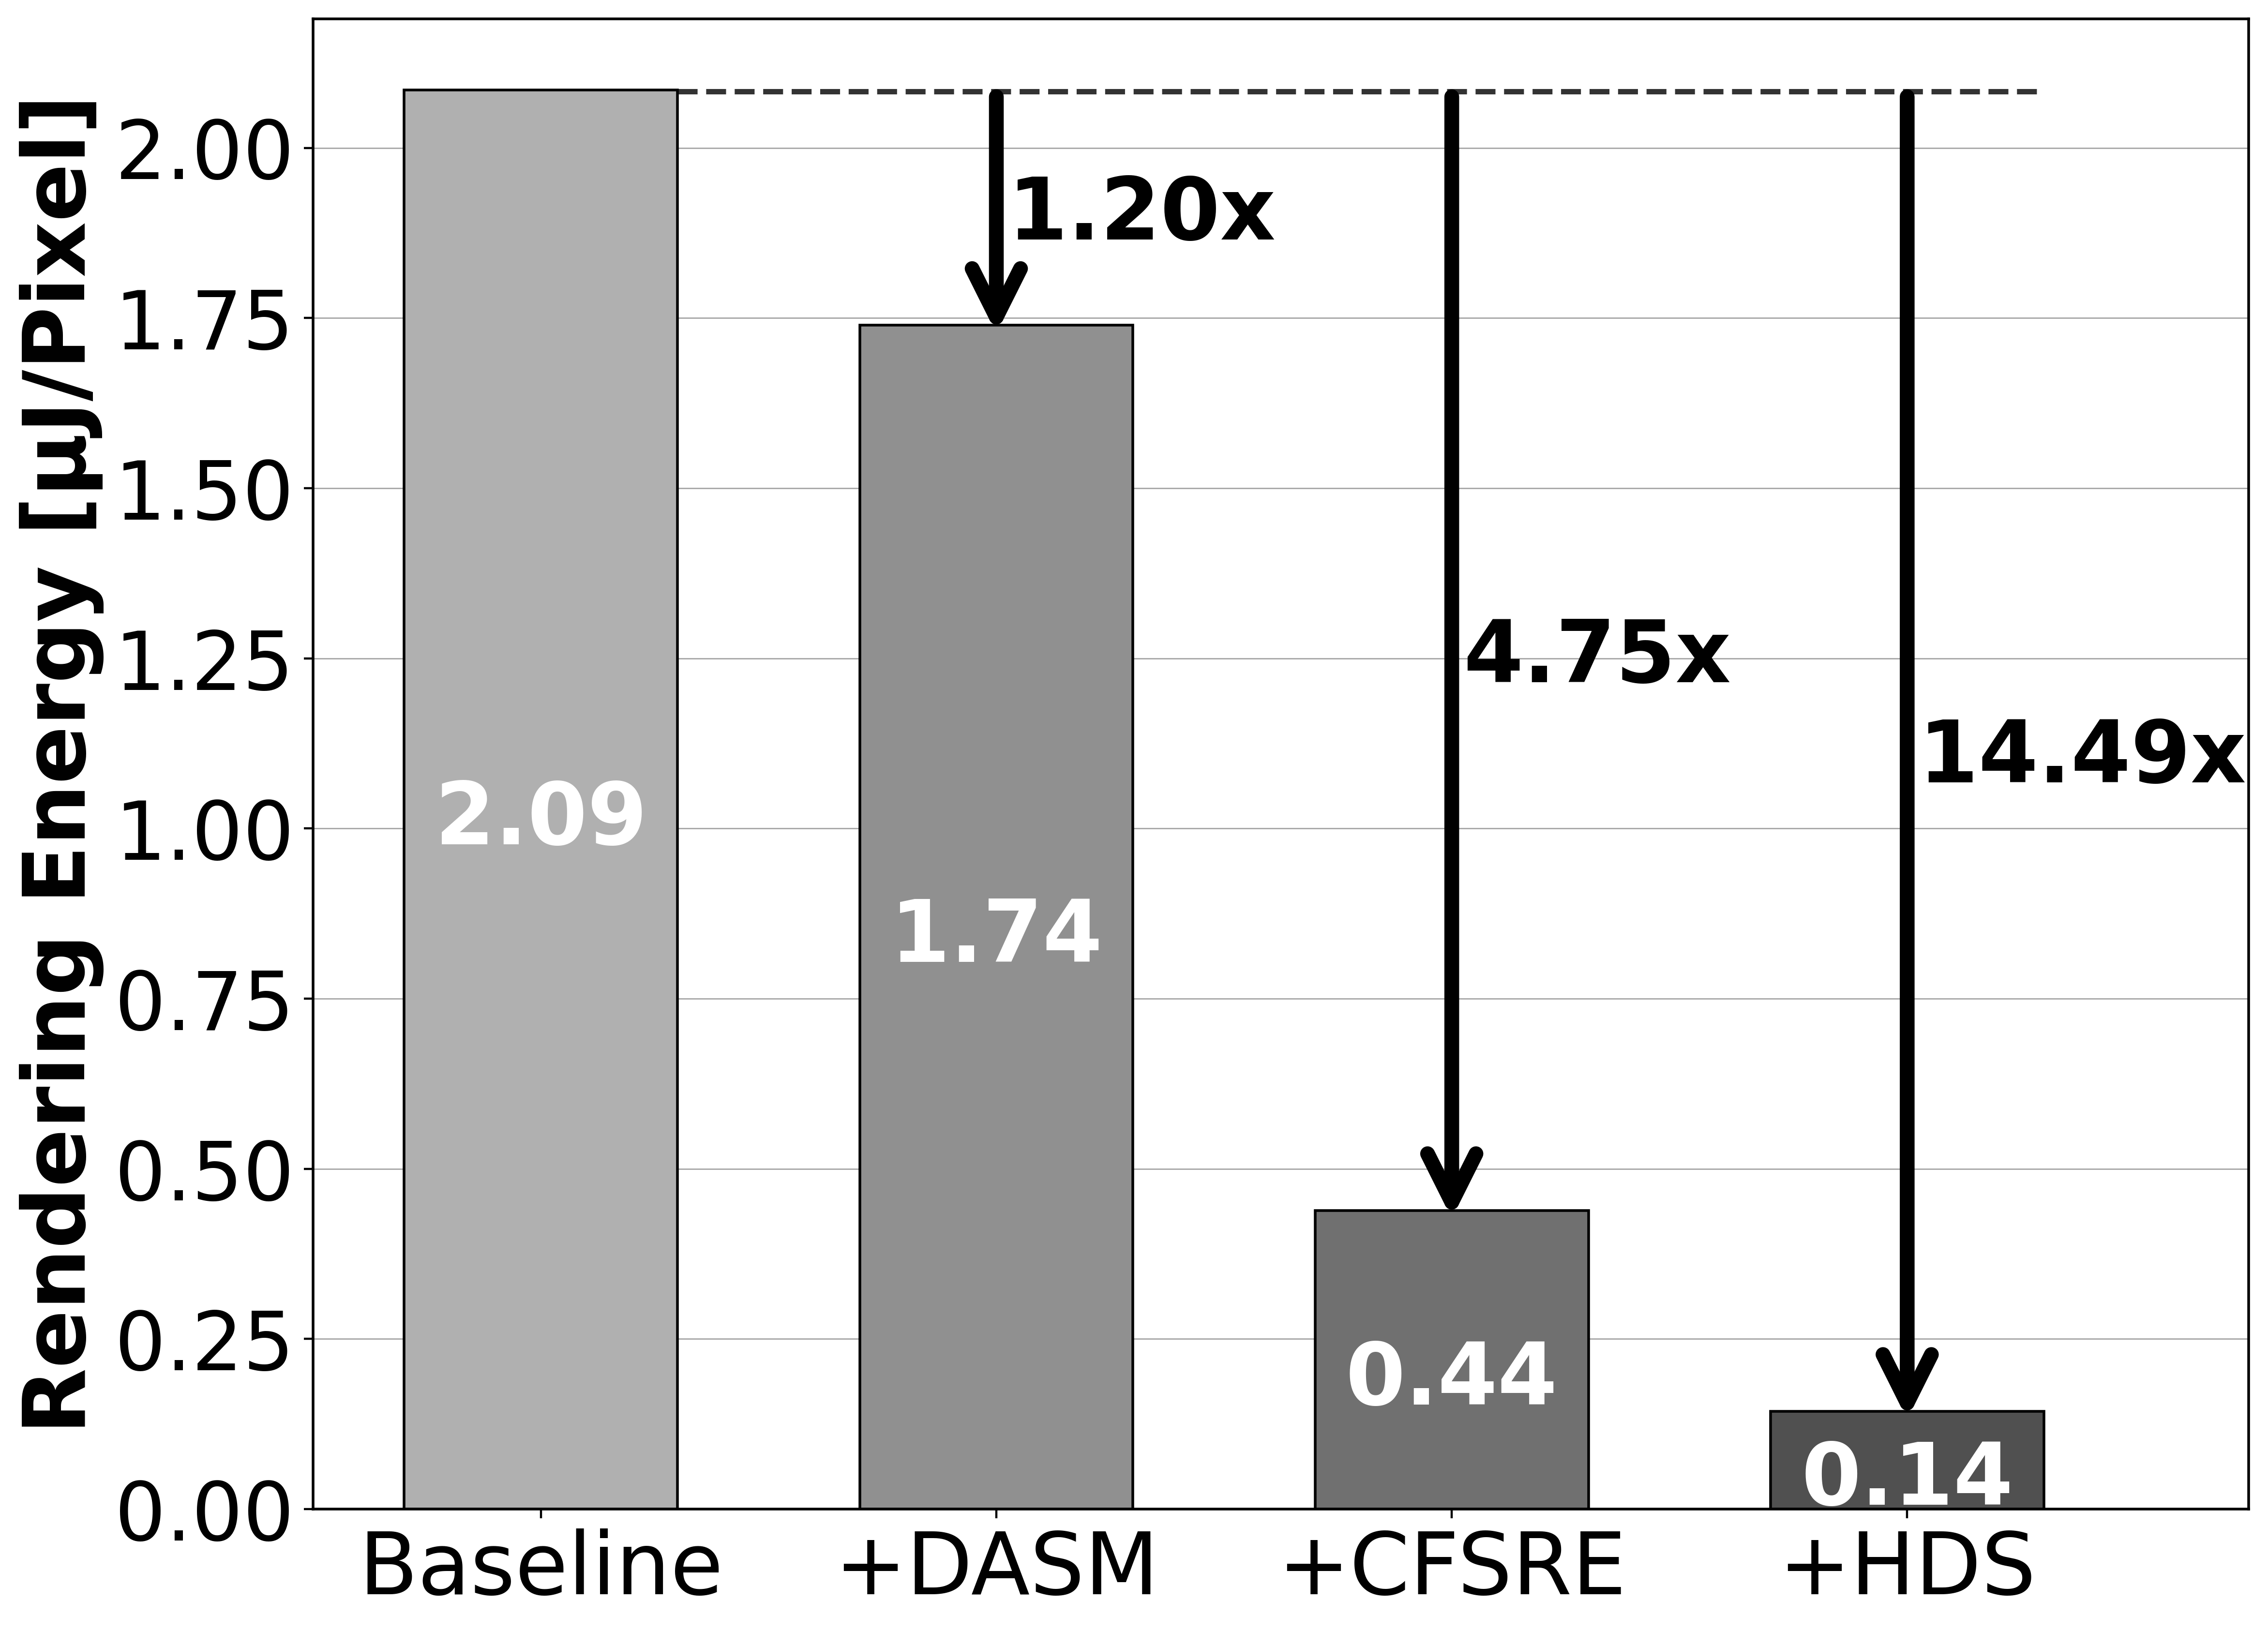 Rendering Energy [µJ/Pixel]
2.00
1.75
1.50
1.25
1.00
0.75
0.50
0.25
0.00
1.20x
4.75x
14.49x
2.09
1.74
0.44
0.14
Baseline
+DASM
+CFSRE
+HDS